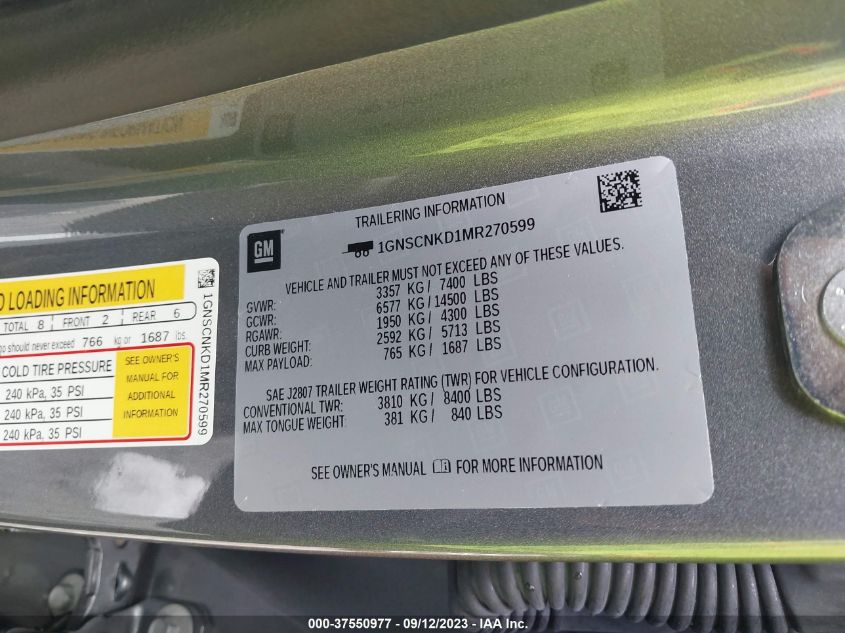 D LOADING INFORMATION
TOTAL 8 FRONT 2 REAR 6
go should never exceed 766 kg or 1687 lbs
COLD TIRE PRESSURE
240 kPa, 35 PSI
240 kPa, 35 PSI
240 kPa, 35 PSI
SEE OWNER'S
MANUAL FOR
ADDITIONAL
INFORMATION
1GNSCNKD1MR270599
GM
TRAILERING INFORMATION
1GNSCNKD1MR270599
VEHICLE AND TRAILER MUST NOT EXCEED ANY OF THESE VALUES.
GVWR: 3357 KG / 7400 LBS
GCWR: 6577 KG / 14500 LBS
RGAWR: 1950 KG / 4300 LBS
CURB WEIGHT: 2592 KG / 5713 LBS
MAX PAYLOAD: 765 KG / 1687 LBS
SAE J2807 TRAILER WEIGHT RATING (TWR) FOR VEHICLE CONFIGURATION.
CONVENTIONAL TWR: 3810 KG / 8400 LBS
MAX TONGUE WEIGHT: 381 KG / 840 LBS
SEE OWNER'S MANUAL FOR MORE INFORMATION
000-37550977 - 09/12/2023 - IAA Inc.